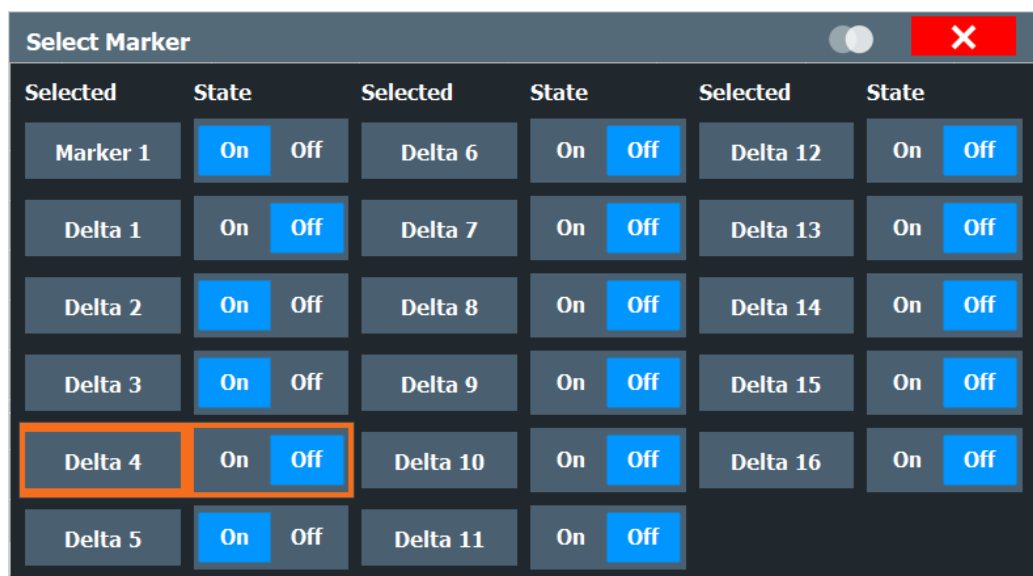 Select Marker
Selected State Selected State Selected State
Marker 1 On Off Delta 6 On Off Delta 12 On Off
Delta 1 On Off Delta 7 On Off Delta 13 On Off
Delta 2 On Off Delta 8 On Off Delta 14 On Off
Delta 3 On Off Delta 9 On Off Delta 15 On Off
Delta 4 On Off Delta 10 On Off Delta 16 On Off
Delta 5 On Off Delta 11 On Off